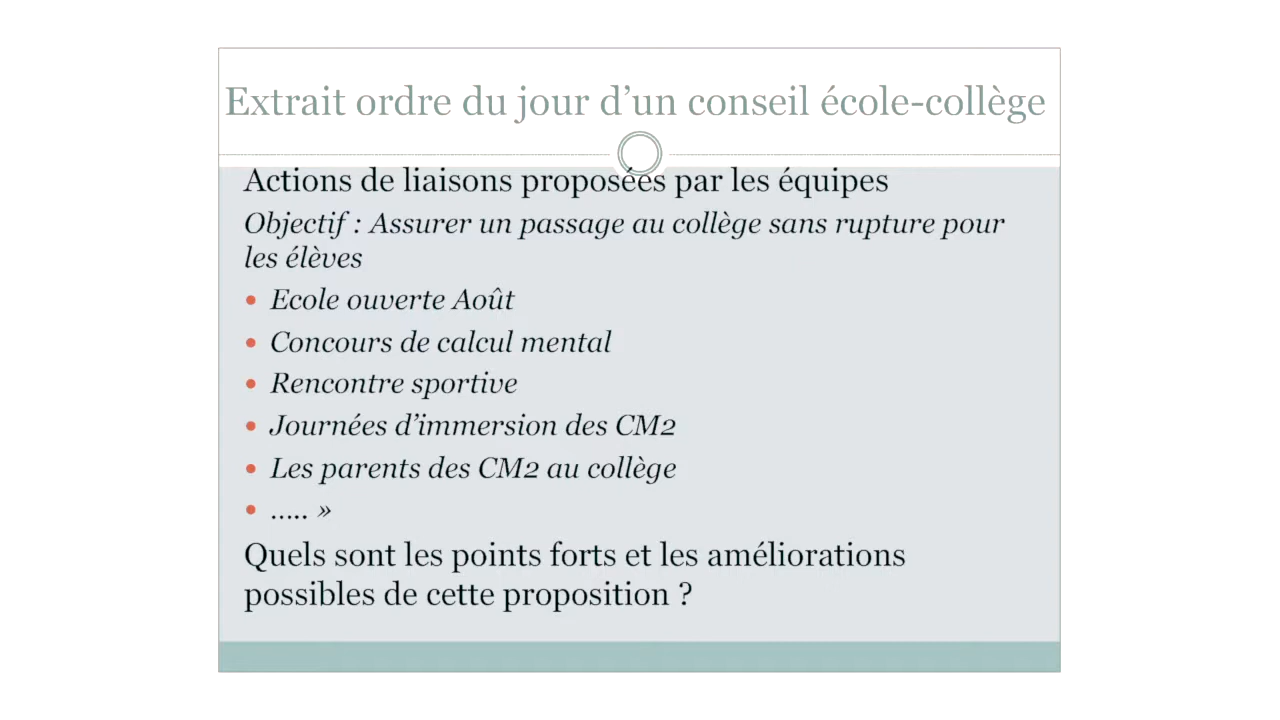 Extrait ordre du jour d’un conseil école-collège
Actions de liaisons proposées par les équipes
Objectif : Assurer un passage au collège sans rupture pour
les élèves
• Ecole ouverte Août
• Concours de calcul mental
• Rencontre sportive
• Journées d’immersion des CM2
• Les parents des CM2 au collège
• ..... »
Quels sont les points forts et les améliorations
possibles de cette proposition ?